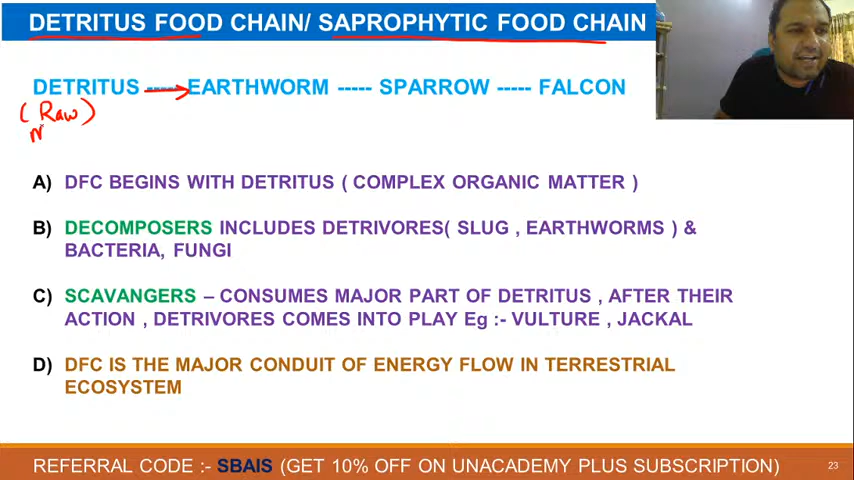 DETRITUS FOOD CHAIN/ SAPROPHYTIC FOOD CHAIN
DETRITUS ----- EARTHWORM ----- SPARROW ----- FALCON
(Raw)
A) DFC BEGINS WITH DETRITUS ( COMPLEX ORGANIC MATTER )
B) DECOMPOSERS INCLUDES DETRIVORES( SLUG , EARTHWORMS ) &
BACTERIA, FUNGI
C) SCAVANGERS – CONSUMES MAJOR PART OF DETRITUS , AFTER THEIR
ACTION , DETRIVORES COMES INTO PLAY Eg :- VULTURE , JACKAL
D) DFC IS THE MAJOR CONDUIT OF ENERGY FLOW IN TERRESTRIAL
ECOSYSTEM
REFERRAL CODE :- SBAIS (GET 10% OFF ON UNACADEMY PLUS SUBSCRIPTION)
23